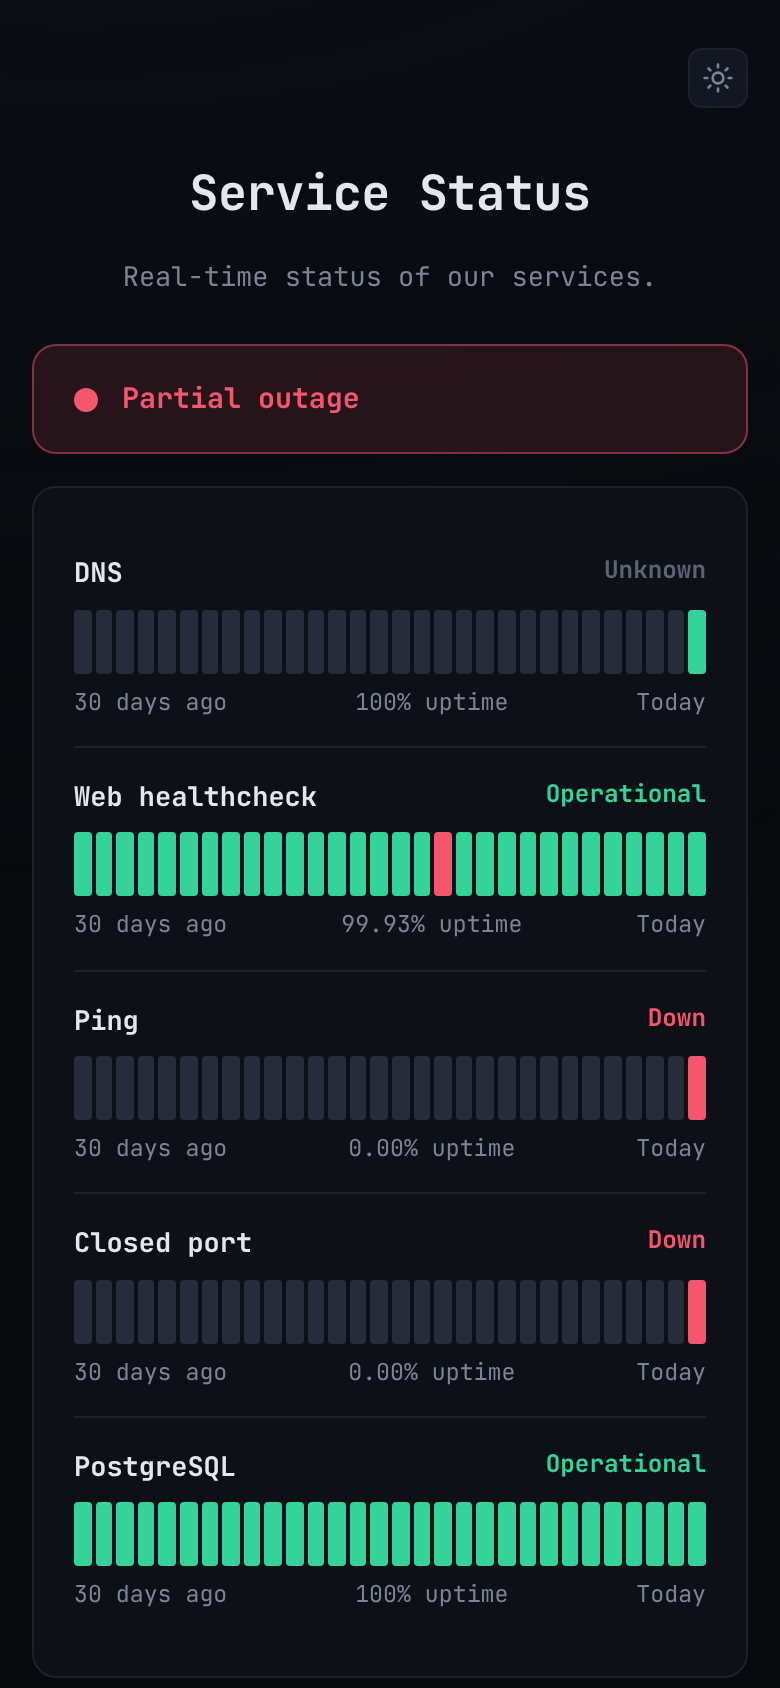 Service Status
Real-time status of our services.
Partial outage
DNS Unknown
30 days ago 100% uptime Today
Web healthcheck Operational
30 days ago 99.93% uptime Today
Ping Down
30 days ago 0.00% uptime Today
Closed port Down
30 days ago 0.00% uptime Today
PostgreSQL Operational
30 days ago 100% uptime Today